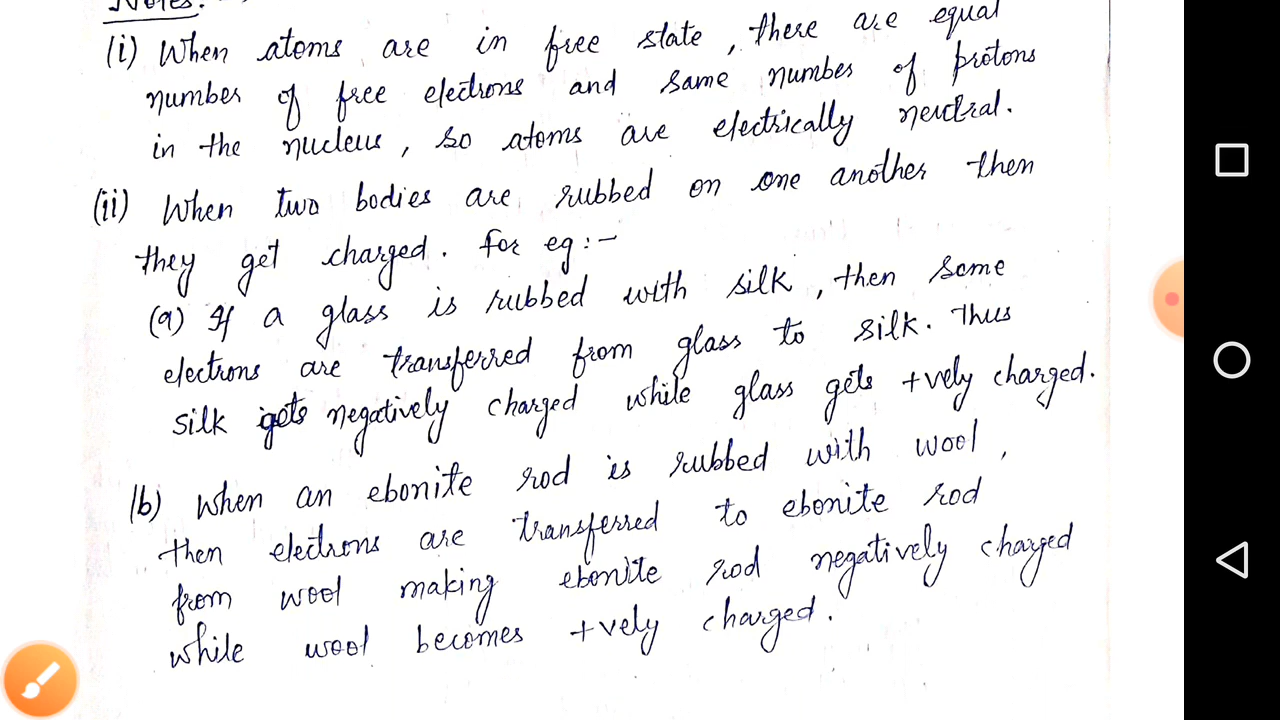 Notes:
(i) When atoms are in free state, there are equal
number of free electrons and same number of protons
in the nucleus, so atoms are electrically neutral.
(ii) When two bodies are rubbed on one another then
they get charged. for eg:-
(a) If a glass is rubbed with silk, then some
electrons are transferred from glass to silk. Thus
silk gets negatively charged while glass gets +vely charged.
(b) When an ebonite rod is rubbed with wool,
then electrons are transferred to ebonite rod
from wool making ebonite rod negatively charged
while wool becomes +vely charged.